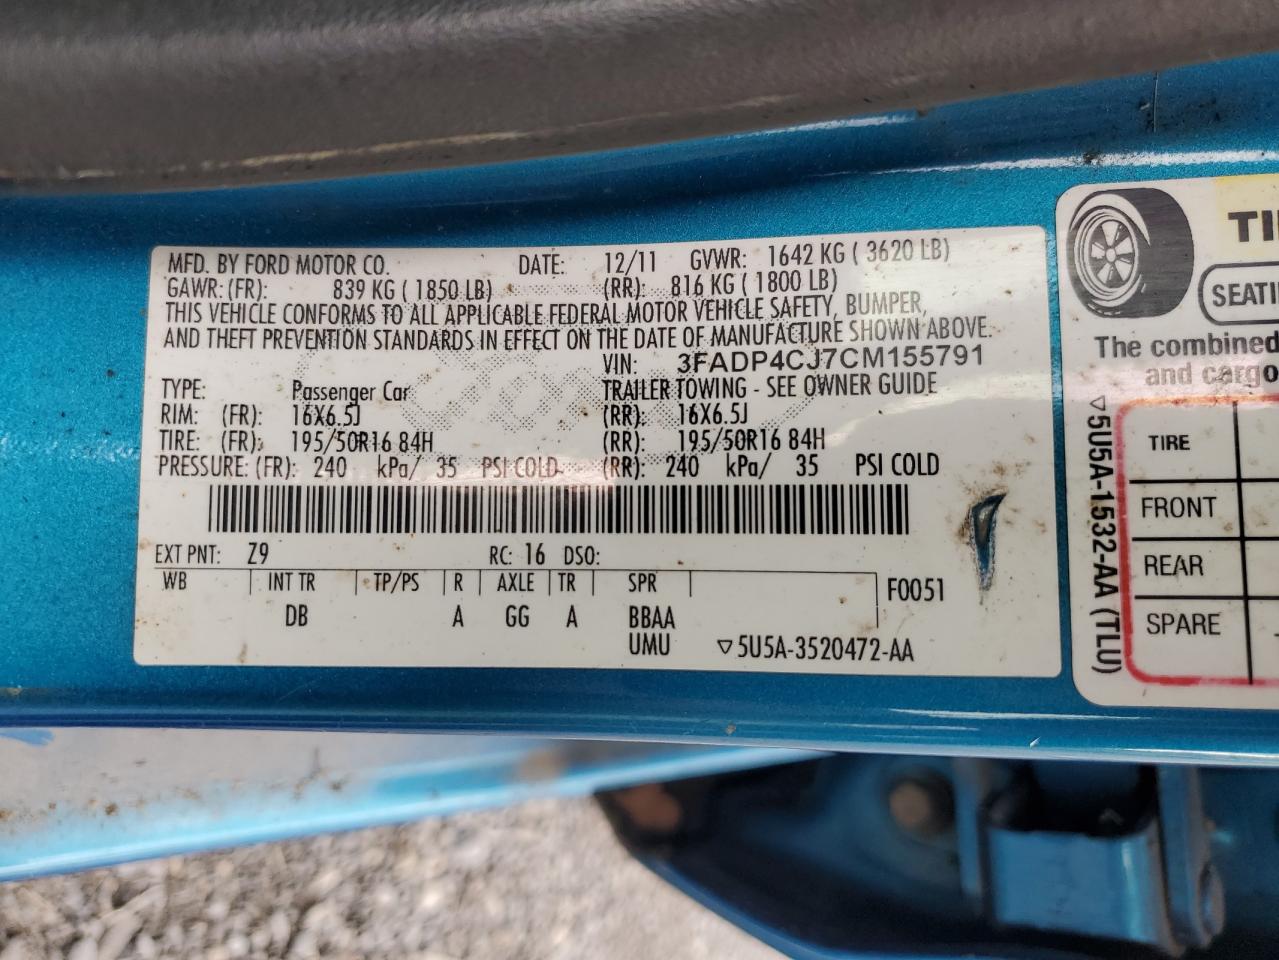 MFD. BY FORD MOTOR CO. DATE: 12/11 GVWR: 1642 KG ( 3620 LB)
GAWR: (FR): 839 KG ( 1850 LB) (RR): 816 KG ( 1800 LB)
THIS VEHICLE CONFORMS TO ALL APPLICABLE FEDERAL MOTOR VEHICLE SAFETY, BUMPER,
AND THEFT PREVENTION STANDARDS IN EFFECT ON THE DATE OF MANUFACTURE SHOWN ABOVE.
VIN: 3FADP4CJ7CM155791
TYPE: Passenger Car TRAILER TOWING - SEE OWNER GUIDE
RIM: (FR): 16X6.5J (RR): 16X6.5J
TIRE: (FR): 195/50R16 84H (RR): 195/50R16 84H
PRESSURE: (FR): 240 kPa/ 35 PSI COLD (RR): 240 kPa/ 35 PSI COLD
EXT PNT: Z9 RC: 16 DSO:
WB INT TR TP/PS R AXLE TR SPR F0051
DB A GG A BBAA
UMU ▽5U5A-3520472-AA
TI
SEATI
The combined
and cargo
TIRE
FRONT
REAR
SPARE
▽5U5A-1532-AA (TLU)